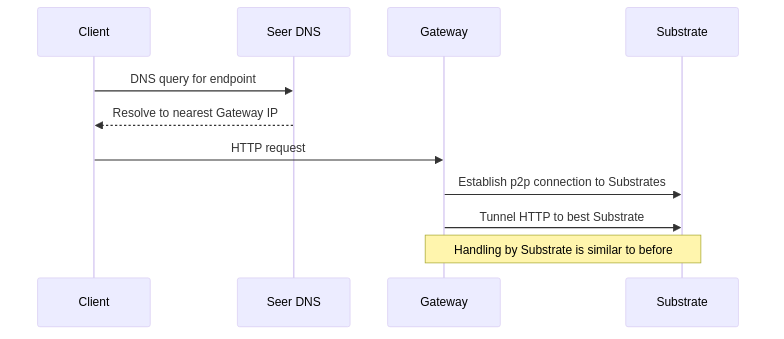 Client
Seer DNS
Gateway
Substrate
DNS query for endpoint
Resolve to nearest Gateway IP
HTTP request
Establish p2p connection to Substrates
Tunnel HTTP to best Substrate
Handling by Substrate is similar to before
Client
Seer DNS
Gateway
Substrate